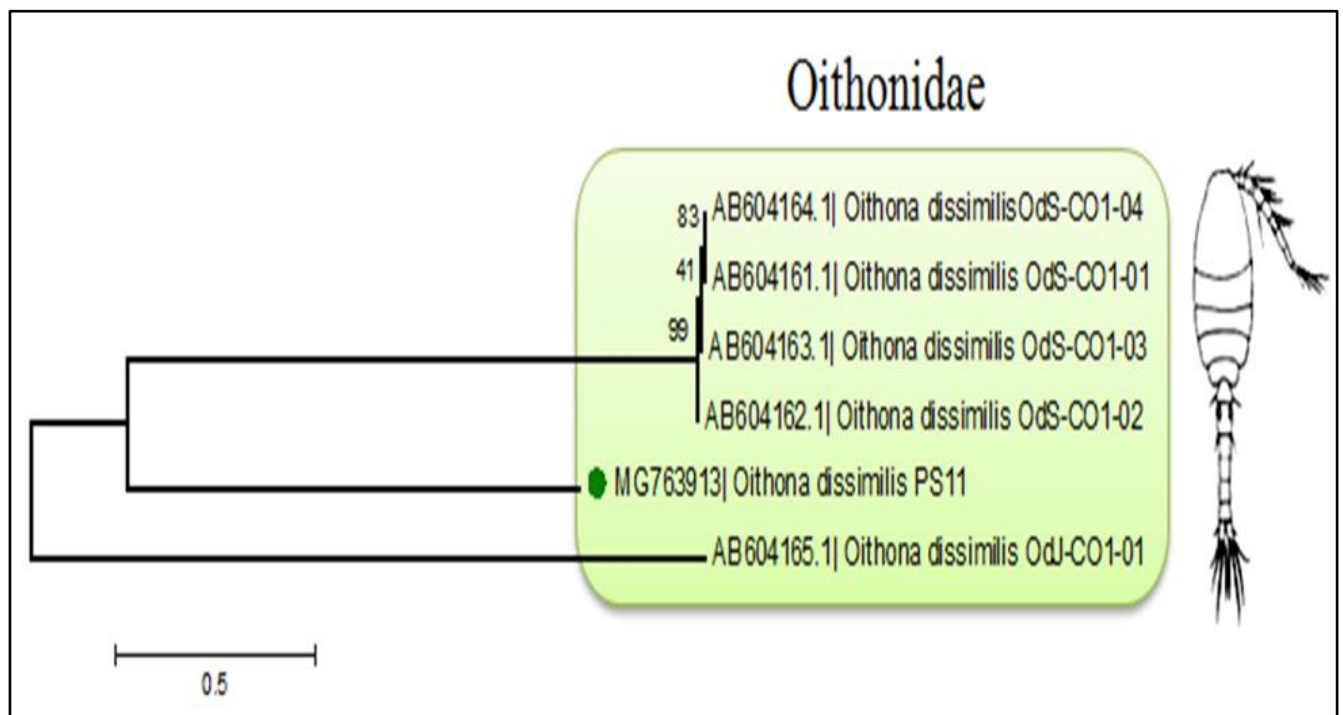 Oithonidae
83
AB604164.1| Oithona dissimilisOdS-CO1-04
41
AB604161.1| Oithona dissimilis OdS-CO1-01
99
AB604163.1| Oithona dissimilis OdS-CO1-03
AB604162.1| Oithona dissimilis OdS-CO1-02
MG763913| Oithona dissimilis PS11
AB604165.1| Oithona dissimilis OdJ-CO1-01
0.5